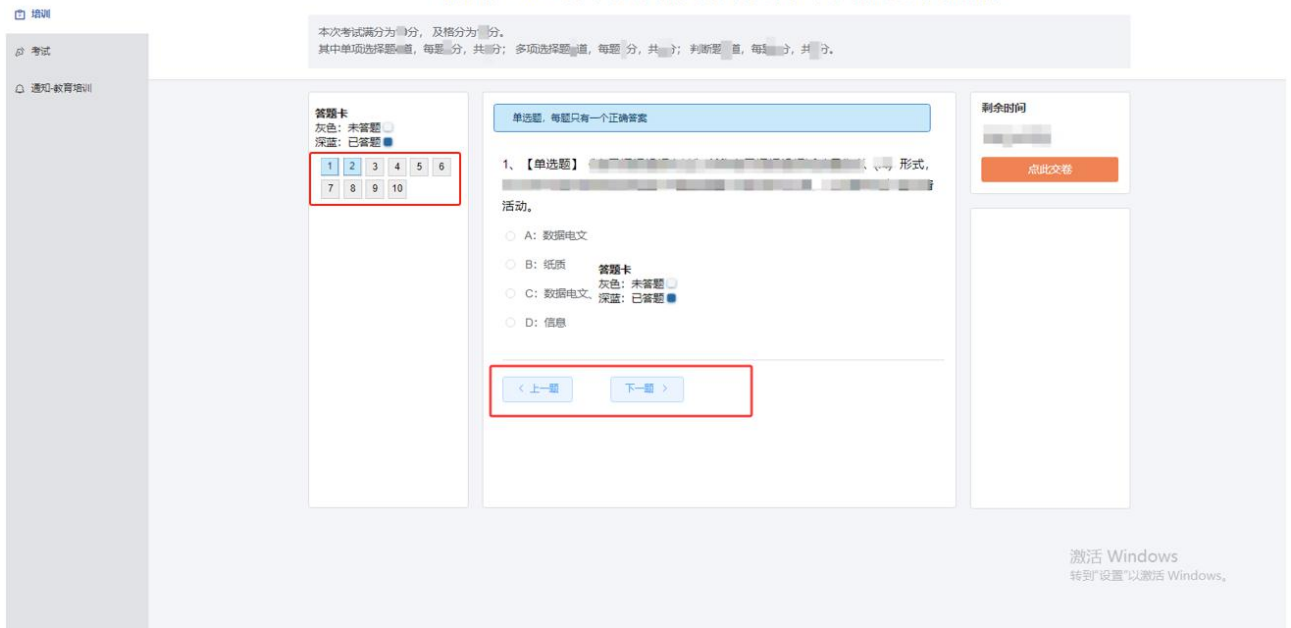 培训
考试
通知-教育培训
本次考试满分为 分，及格分为 分。
其中单项选择题 道，每题 分，共 分；多项选择题 道，每题 分，共 分；判断题 道，每题 分，共 分。
答题卡
灰色：未答题
深蓝：已答题
1 2 3 4 5 6
7 8 9 10
单选题，每题只有一个正确答案
1、【单选题】 、 形式，
活动。
A：数据电文
B：纸质
C：数据电文、
D：信息
答题卡
灰色：未答题
深蓝：已答题
< 上一题
下一题 >
剩余时间
点此交卷
激活 Windows
转到"设置"以激活 Windows。